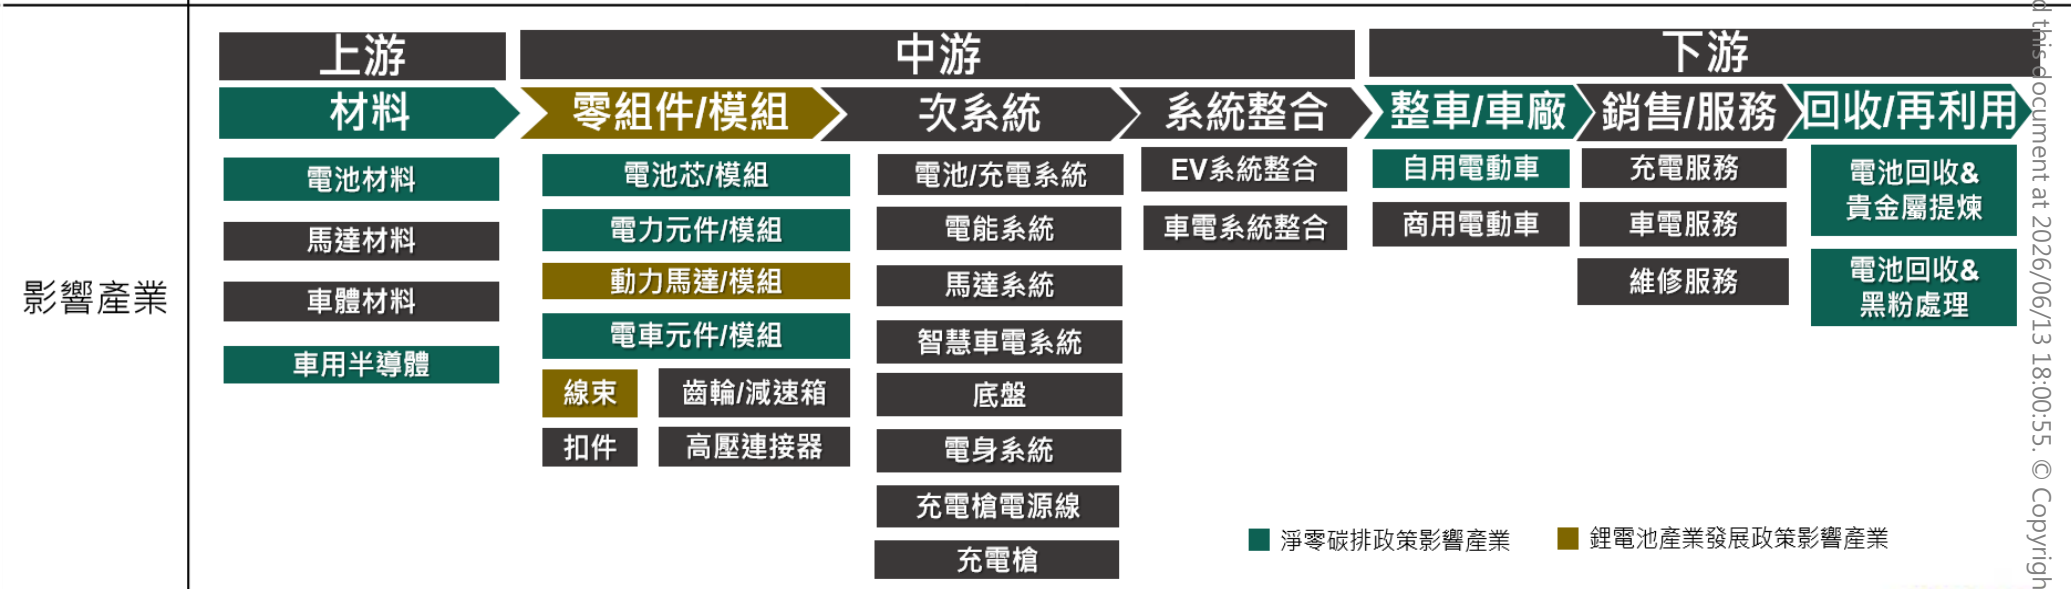 影響產業
上游
中游
下游
材料
零組件/模組
次系統
系統整合
整車/車廠
銷售/服務
回收/再利用
電池材料
馬達材料
車體材料
車用半導體
電池芯/模組
電力元件/模組
動力馬達/模組
電車元件/模組
線束
齒輪/減速箱
扣件
高壓連接器
電池/充電系統
電能系統
馬達系統
智慧車電系統
底盤
電身系統
充電槍電源線
充電槍
EV系統整合
車電系統整合
自用電動車
商用電動車
充電服務
車電服務
維修服務
電池回收&
貴金屬提煉
電池回收&
黑粉處理
淨零碳排政策影響產業
鋰電池產業發展政策影響產業
d this document at 2026/06/13 18:00:55. © Copyrigh